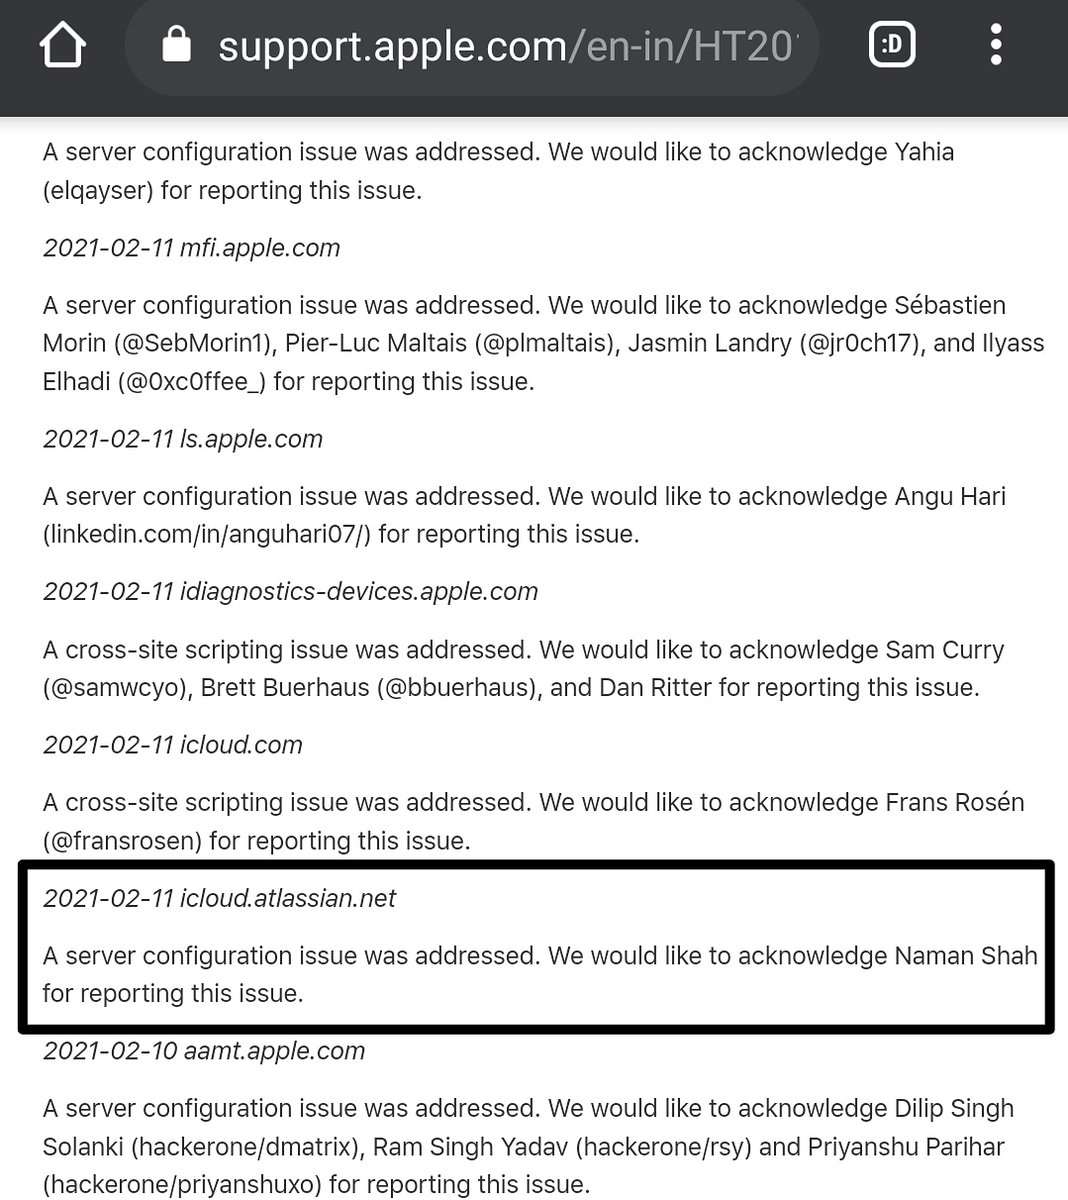 support.apple.com/en-in/HT20
:D
A server configuration issue was addressed. We would like to acknowledge Yahia
(elqayser) for reporting this issue.
2021-02-11 mfi.apple.com
A server configuration issue was addressed. We would like to acknowledge Sébastien
Morin (@SebMorin1), Pier-Luc Maltais (@plmaltais), Jasmin Landry (@jr0ch17), and Ilyass
Elhadi (@0xc0ffee_) for reporting this issue.
2021-02-11 ls.apple.com
A server configuration issue was addressed. We would like to acknowledge Angu Hari
(linkedin.com/in/anguhari07/) for reporting this issue.
2021-02-11 idiagnostics-devices.apple.com
A cross-site scripting issue was addressed. We would like to acknowledge Sam Curry
(@samwcyo), Brett Buerhaus (@bbuerhaus), and Dan Ritter for reporting this issue.
2021-02-11 icloud.com
A cross-site scripting issue was addressed. We would like to acknowledge Frans Rosén
(@fransrosen) for reporting this issue.
2021-02-11 icloud.atlassian.net
A server configuration issue was addressed. We would like to acknowledge Naman Shah
for reporting this issue.
2021-02-10 aamt.apple.com
A server configuration issue was addressed. We would like to acknowledge Dilip Singh
Solanki (hackerone/dmatrix), Ram Singh Yadav (hackerone/rsy) and Priyanshu Parihar
(hackerone/priyanshuxo) for reporting this issue.